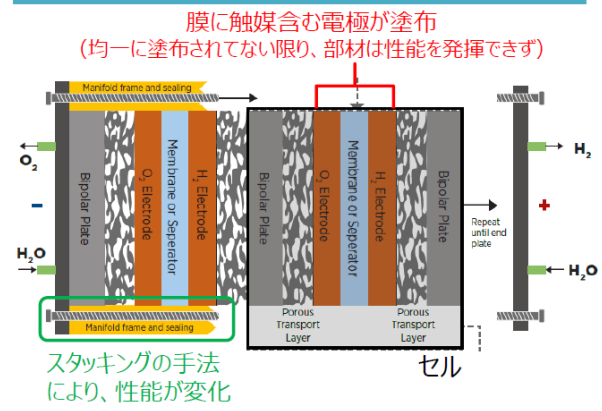 膜に触媒含む電極が塗布
（均一に塗布されてない限り、部材は性能を発揮できず）
Manifold frame and sealing
O₂
−
H₂O
Bipolar Plate
O₂ Electrode
Membrane or Seperator
H₂ Electrode
Bipolar Plate
O₂ Electrode
Membrane or Seperator
H₂ Electrode
Bipolar Plate
Repeat
until end
plate
H₂
+
H₂O
Manifold frame and sealing
Porous
Transport
Layer
Porous
Transport
Layer
セル
スタッキングの手法
により、性能が変化